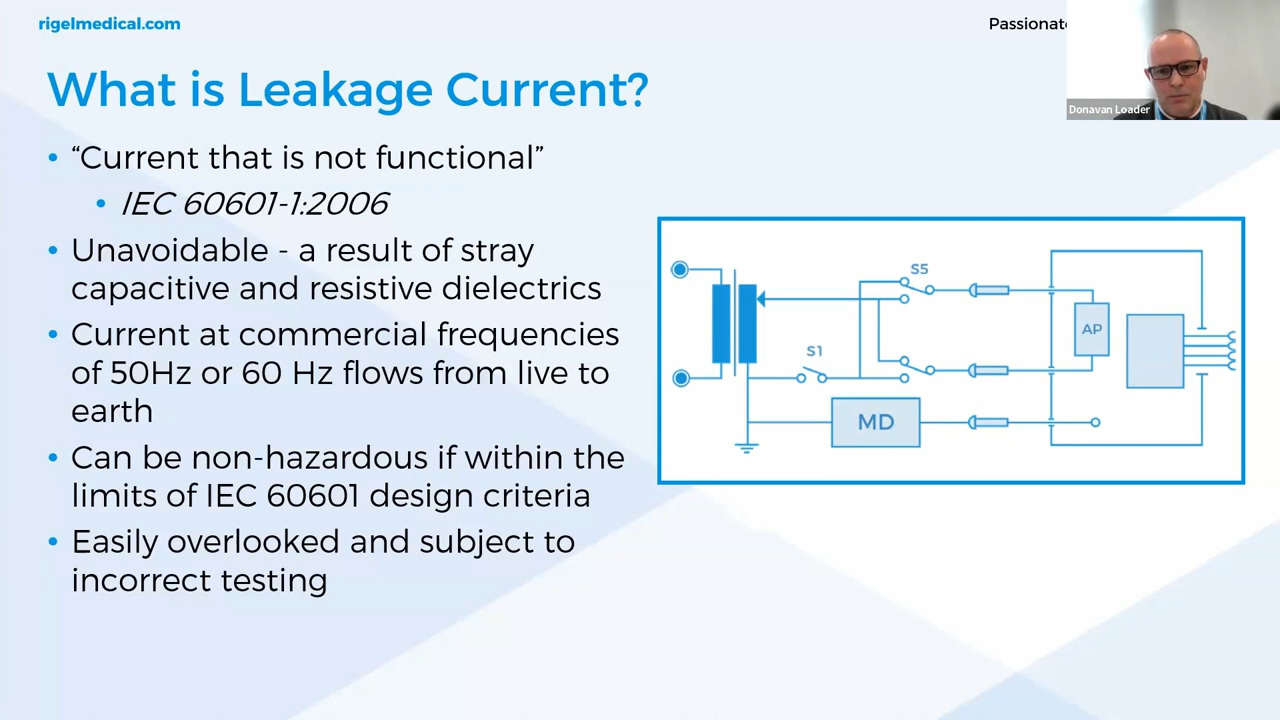 rigelmedical.com
Passionate
Donavan Loader
What is Leakage Current?
• “Current that is not functional”
• IEC 60601-1:2006
• Unavoidable - a result of stray
capacitive and resistive dielectrics
• Current at commercial frequencies
of 50Hz or 60 Hz flows from live to
earth
• Can be non-hazardous if within the
limits of IEC 60601 design criteria
• Easily overlooked and subject to
incorrect testing
S5
S1
AP
MD